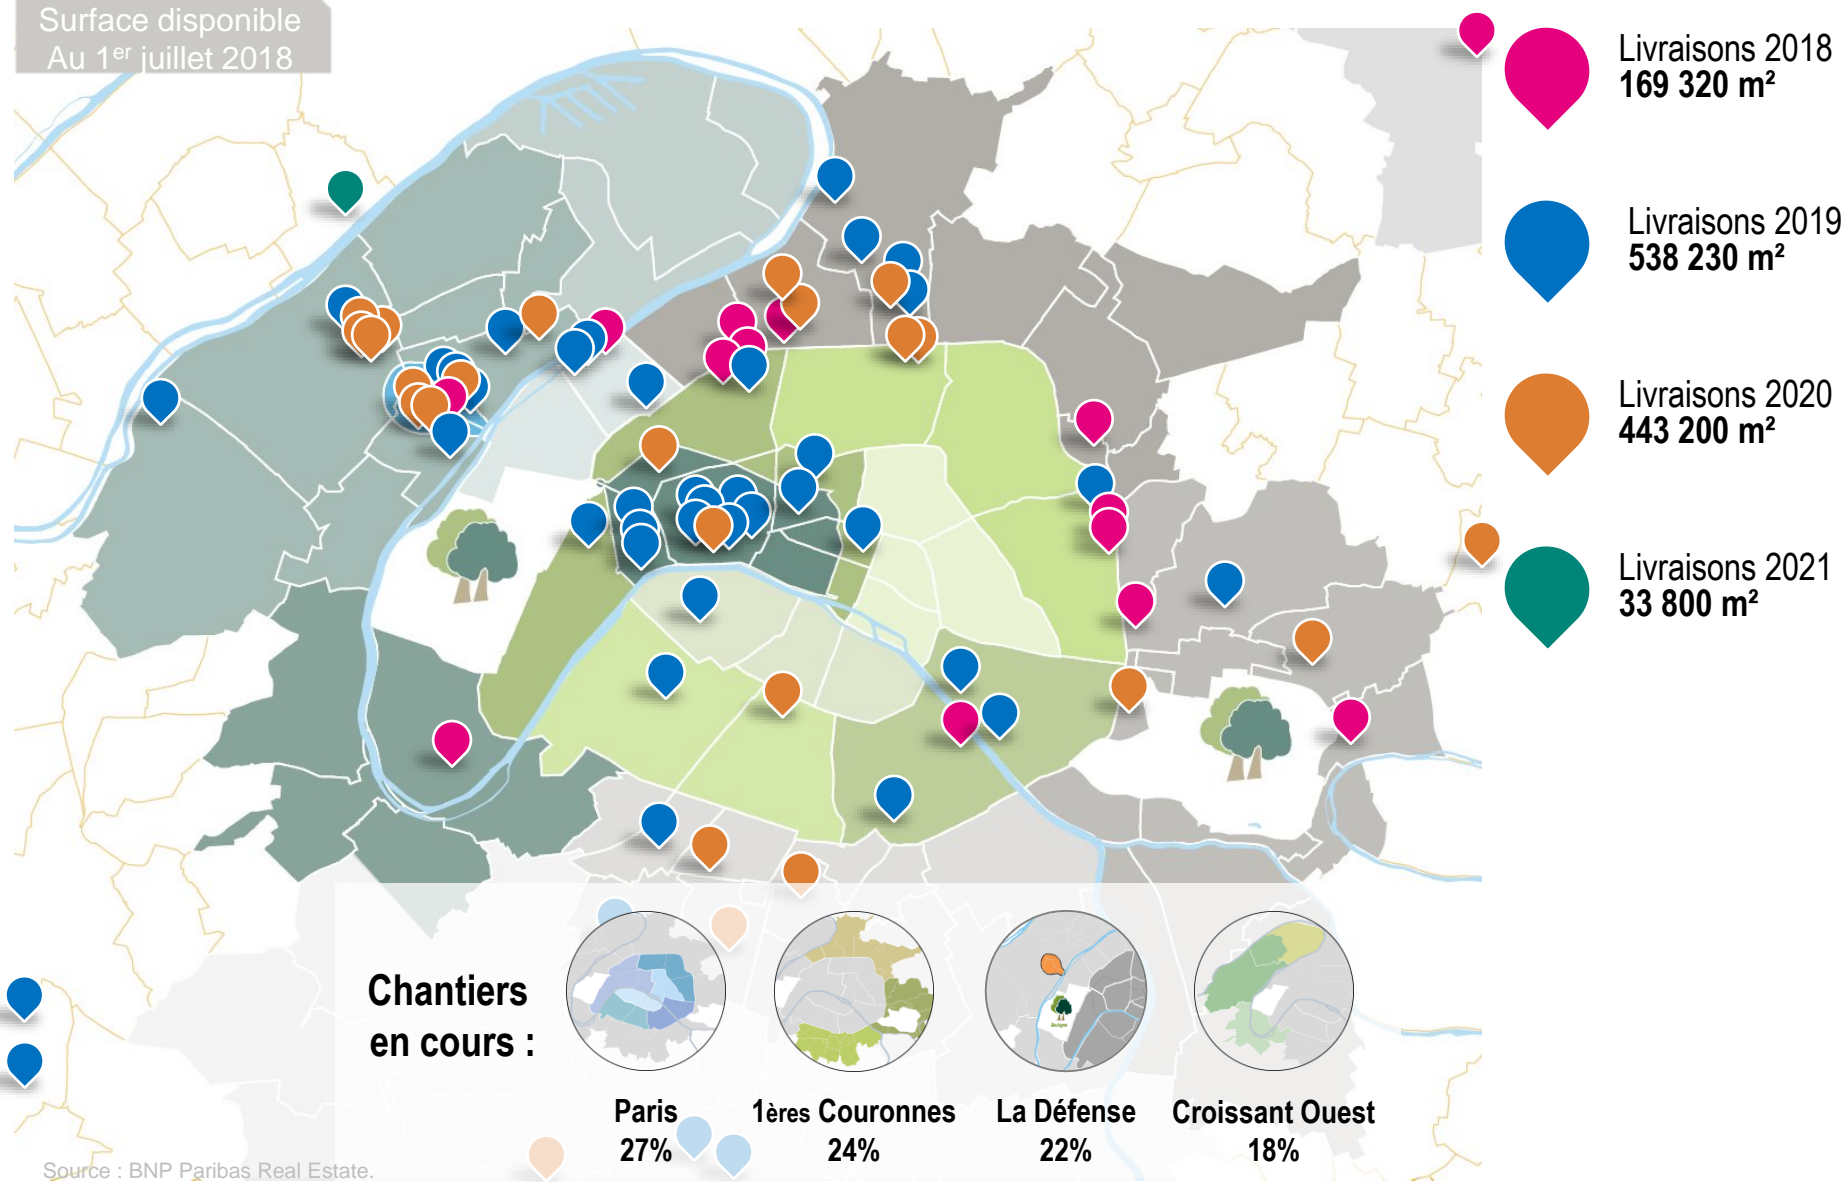 Surface disponible
Au 1er juillet 2018
Livraisons 2018
169 320 m²
Livraisons 2019
538 230 m²
Livraisons 2020
443 200 m²
Livraisons 2021
33 800 m²
Chantiers
en cours :
Paris
27%
1ères Couronnes
24%
La Défense
22%
Croissant Ouest
18%
Source : BNP Paribas Real Estate.